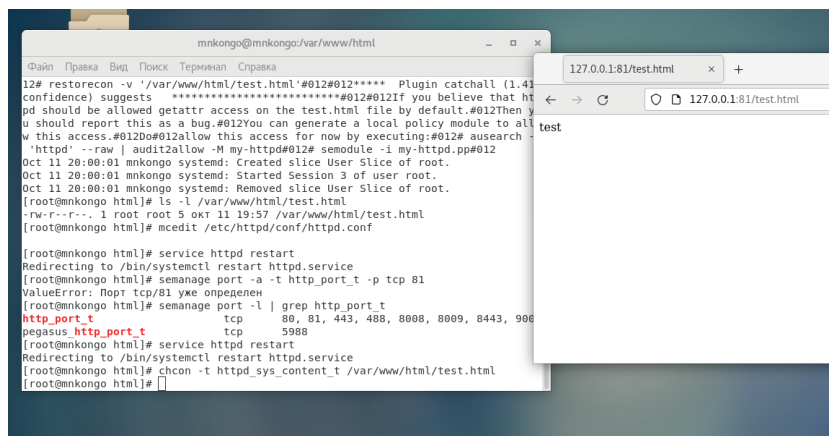 mnkongo@mnkongo:/var/www/html
Файл Правка Вид Поиск Терминал Справка
12# restorecon -v '/var/www/html/test.html'#012#012***** Plugin catchall (1.41
confidence) suggests **************************#012#012If you believe that ht
pd should be allowed getattr access on the test.html file by default.#012Then y
u should report this as a bug.#012You can generate a local policy module to all
w this access.#012Do#012allow this access for now by executing:#012# ausearch -
'httpd' --raw | audit2allow -M my-httpd#012# semodule -i my-httpd.pp#012
Oct 11 20:00:01 mnkongo systemd: Created slice User Slice of root.
Oct 11 20:00:01 mnkongo systemd: Started Session 3 of user root.
Oct 11 20:00:01 mnkongo systemd: Removed slice User Slice of root.
[root@mnkongo html]# ls -l /var/www/html/test.html
-rw-r--r--. 1 root root 5 окт 11 19:57 /var/www/html/test.html
[root@mnkongo html]# mcedit /etc/httpd/conf/httpd.conf
[root@mnkongo html]# service httpd restart
Redirecting to /bin/systemctl restart httpd.service
[root@mnkongo html]# semanage port -a -t http_port_t -p tcp 81
ValueError: Порт tcp/81 уже определен
[root@mnkongo html]# semanage port -l | grep http_port_t
http_port_t tcp 80, 81, 443, 488, 8008, 8009, 8443, 900
pegasus_http_port_t tcp 5988
[root@mnkongo html]# service httpd restart
Redirecting to /bin/systemctl restart httpd.service
[root@mnkongo html]# chcon -t httpd_sys_content_t /var/www/html/test.html
[root@mnkongo html]#
127.0.0.1:81/test.html
127.0.0.1:81/test.html
test